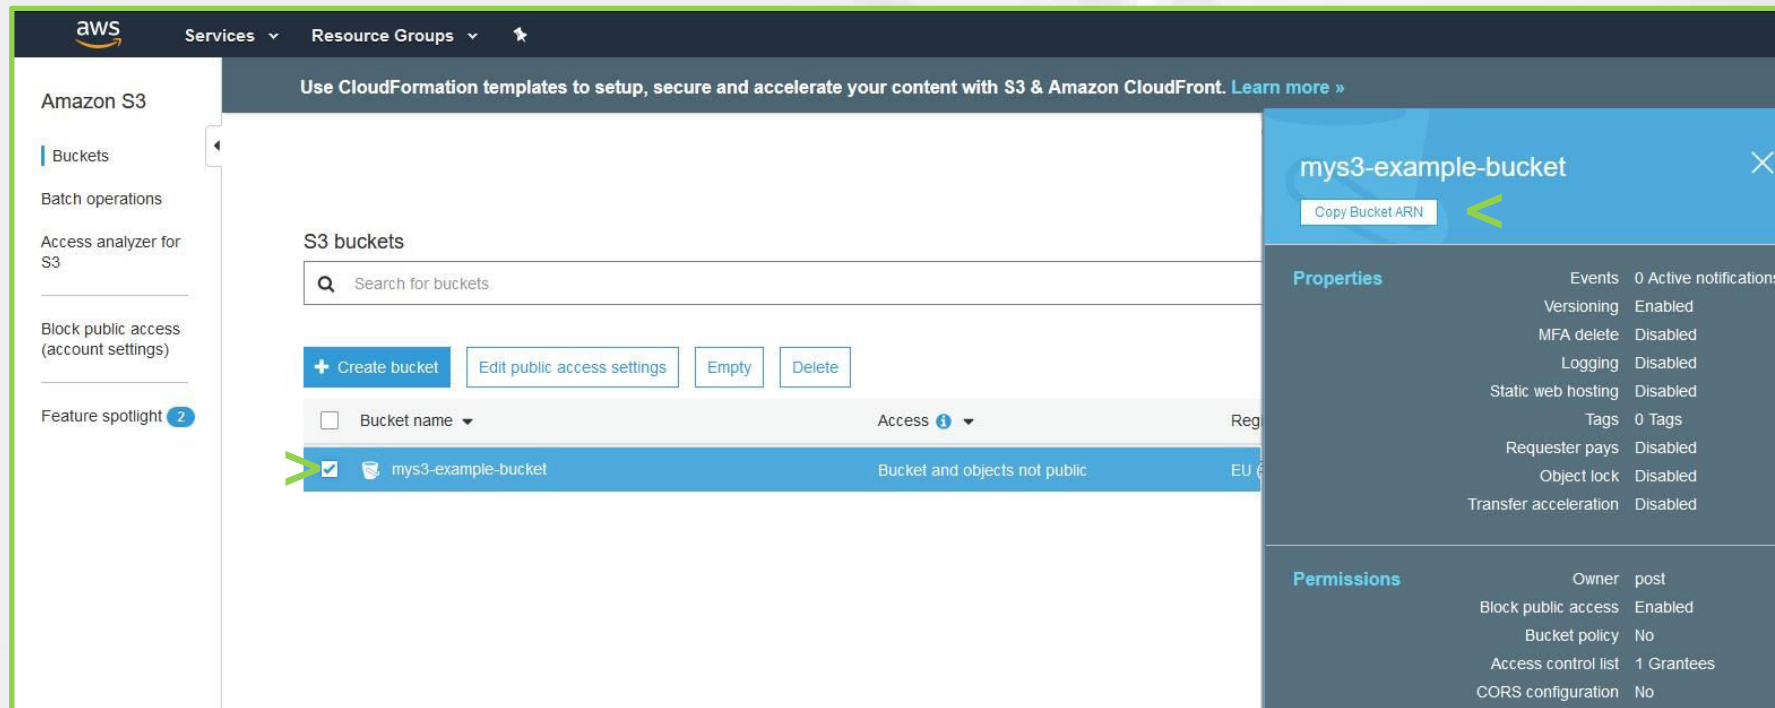 aws Services Resource Groups
Use CloudFormation templates to setup, secure and accelerate your content with S3 & Amazon CloudFront. Learn more »
Amazon S3
Buckets
Batch operations
Access analyzer for
S3
Block public access
(account settings)
Feature spotlight 2
S3 buckets
Search for buckets
+ Create bucket Edit public access settings Empty Delete
Bucket name Access Regi
> mys3-example-bucket Bucket and objects not public EU
mys3-example-bucket
Copy Bucket ARN <
Properties Events 0 Active notifications
Versioning Enabled
MFA delete Disabled
Logging Disabled
Static web hosting Disabled
Tags 0 Tags
Requester pays Disabled
Object lock Disabled
Transfer acceleration Disabled
Permissions Owner post
Block public access Enabled
Bucket policy No
Access control list 1 Grantees
CORS configuration No